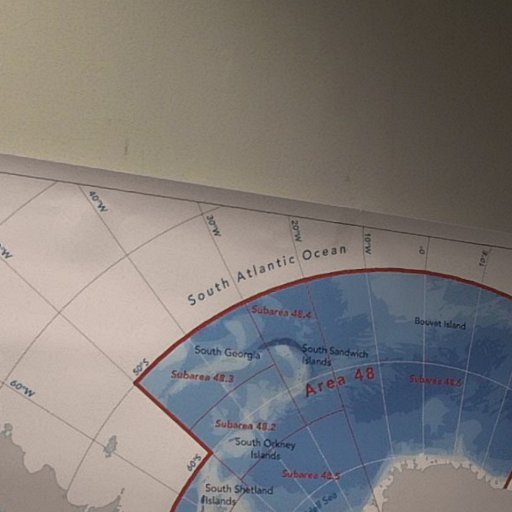 40°W
30°W
20°W
10°W
0°
10°E
South Atlantic Ocean
Subarea 48.4
Bouvet Island
50°S
South Georgia
South Sandwich
Islands
Subarea 48.3
Area 48
Subarea 48.6
60°W
Subarea 48.2
South Orkney
Islands
60°S
Subarea 48.5
South Shetland
Islands
Sea